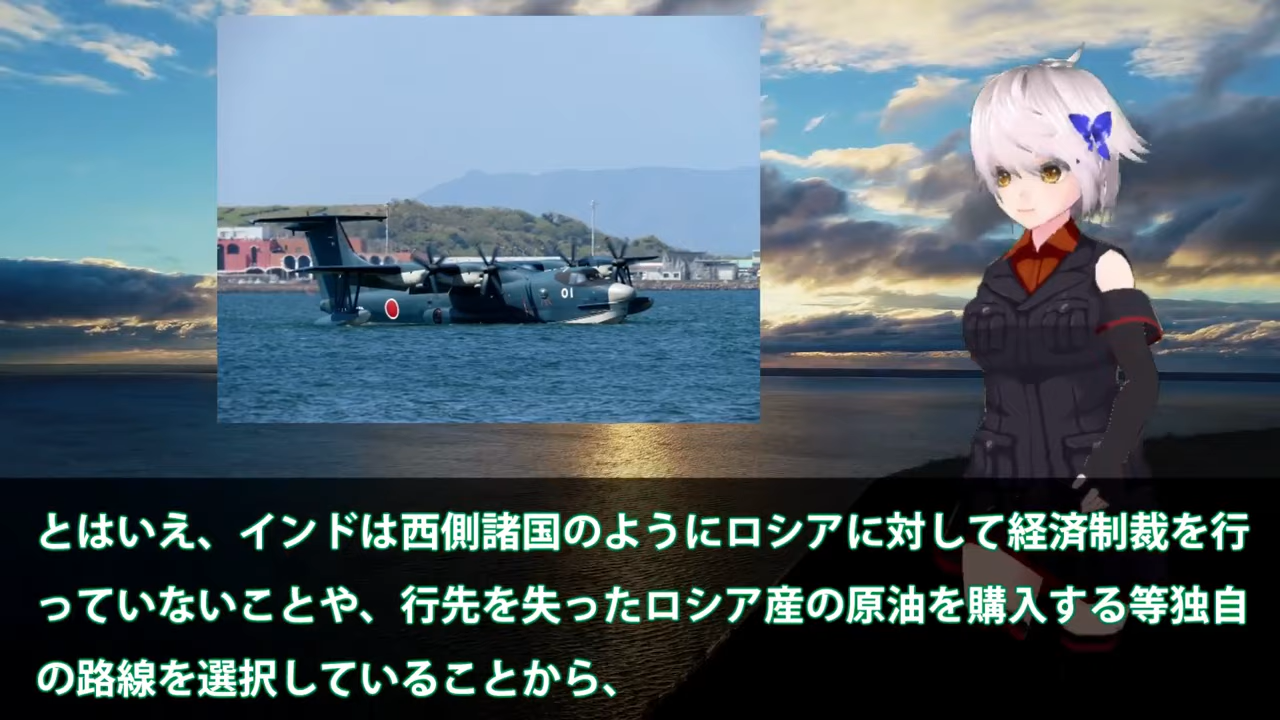 01
とはいえ、インドは西側諸国のようにロシアに対して経済制裁を行
っていないことや、行先を失ったロシア産の原油を購入する等独自
の路線を選択していることから、